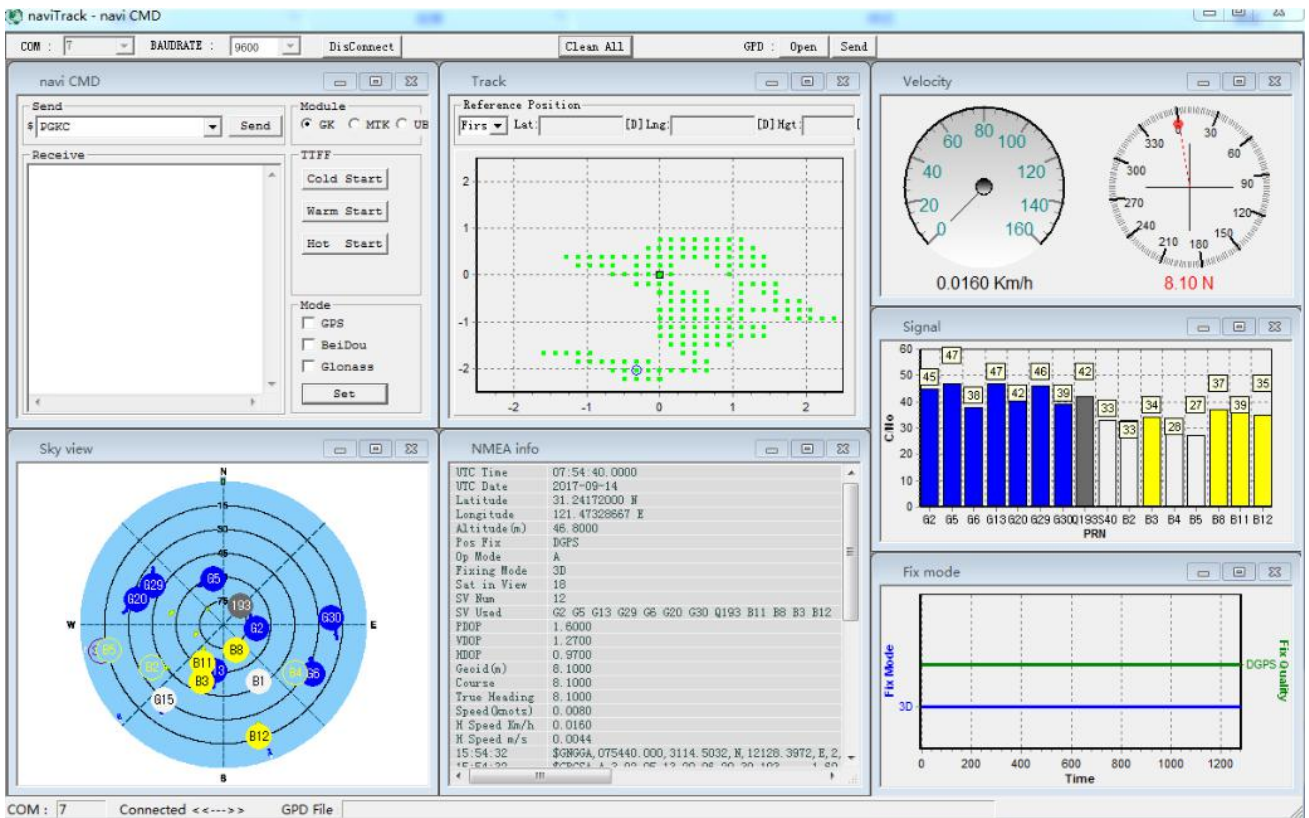 naviTrack - navi CMD
COM : 7 BAUDRATE : 9600 DisConnect Clean All GPD : Open Send
navi CMD
Send
$ PGKC Send
Receive
Module
GK MTK UB
TTFF
Cold Start
Warm Start
Hot Start
Mode
GPS
BeiDou
Glonass
Set
Track
Reference Position
Firs Lat: [D] Lng: [D] Hgt: [
2
1
0
-1
-2
-2 -1 0 1 2
Velocity
0 20 40 60 80 100 120 140 160
0.0160 Km/h
0 30 60 90 120 150 180 210 240 270 300 330
8.10 N
Signal
C/No
60
50
40
30
20
10
0
45 47 38 47 42 46 39 42 33 33 34 28 27 37 39 35
G2 G5 G6 G13 G20 G29 G30 Q193 S40 B2 B3 B4 B5 B8 B11 B12
PRN
Sky view
N
15
30
45
75
W
E
S
G29
G20
G5
193
G2
G30
B8
B11
3
B3
B5
B2
B1
B4
G6
G15
B12
NMEA info
UTC Time 07:54:40.0000
UTC Date 2017-09-14
Latitude 31.24172000 N
Longitude 121.47328667 E
Altitude(m) 46.8000
Pos Fix DGPS
Op Mode A
Fixing Mode 3D
Sat in View 18
SV Num 12
SV Used G2 G5 G13 G29 G6 G20 G30 Q193 B11 B8 B3 B12
PDOP 1.6000
VDOP 1.2700
HDOP 0.9700
Geoid(m) 8.1000
Course 8.1000
True Heading 8.1000
Speed(knots) 0.0080
H Speed Km/h 0.0160
H Speed m/s 0.0044
15:54:32 $GNGGA,075440.000,3114.5032,N,12128.3972,E,2,
Fix mode
Fix Mode
3D
DGPS
Fix Quality
0 200 400 600 800 1000 1200
Time
COM : 7 Connected <<--->> GPD File